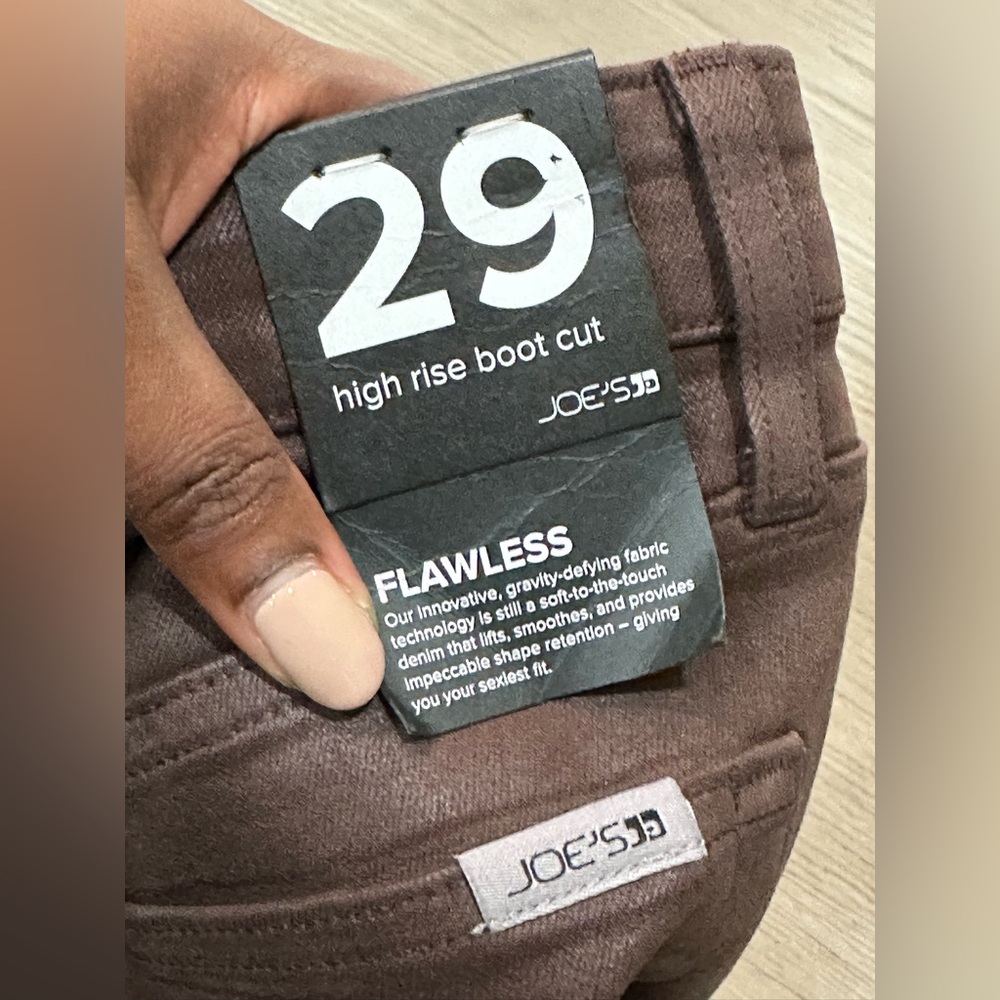 29
high rise boot cut
JOE'S
FLAWLESS
Our innovative, gravity-defying fabric
technology is still a soft-to-the-touch
denim that lifts, smoothes, and provides
impeccable shape retention – giving
you your sexiest fit.
JOE'S